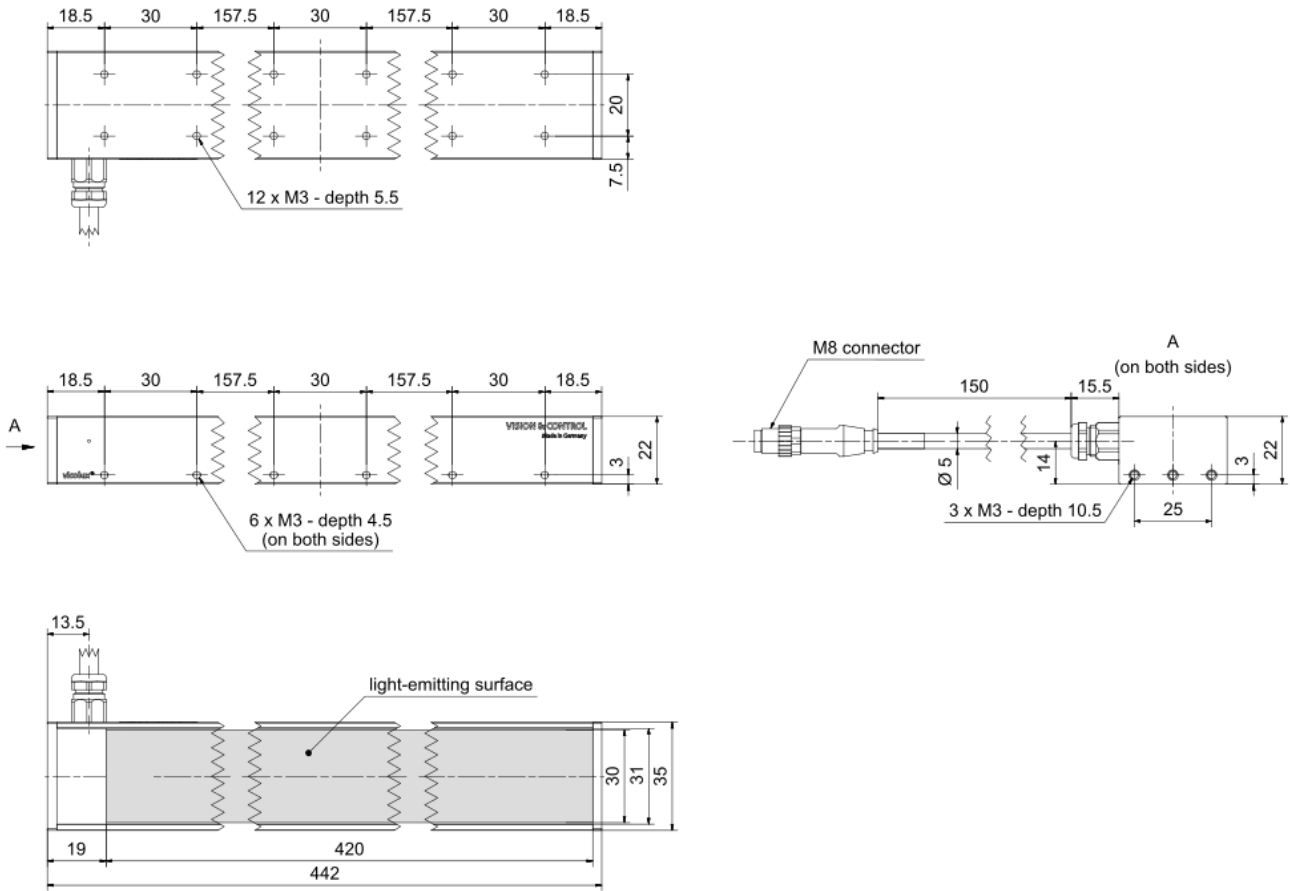 18.5 30 157.5 30 157.5 30 18.5
20
7.5
12 x M3 - depth 5.5
18.5 30 157.5 30 157.5 30 18.5
A
VISION & CONTROL
Made in Germany
vicolux®
3
22
6 x M3 - depth 4.5
(on both sides)
M8 connector
A
(on both sides)
150 15.5
Ø 5
14
3
22
3 x M3 - depth 10.5
25
13.5
light-emitting surface
30
31
35
19 420
442